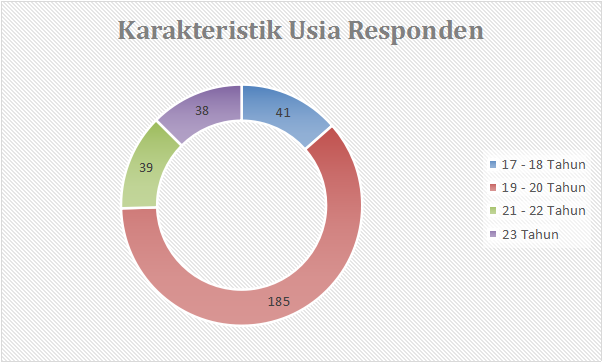 Karakteristik Usia Responden
38
41
39
185
17 - 18 Tahun
19 - 20 Tahun
21 - 22 Tahun
23 Tahun